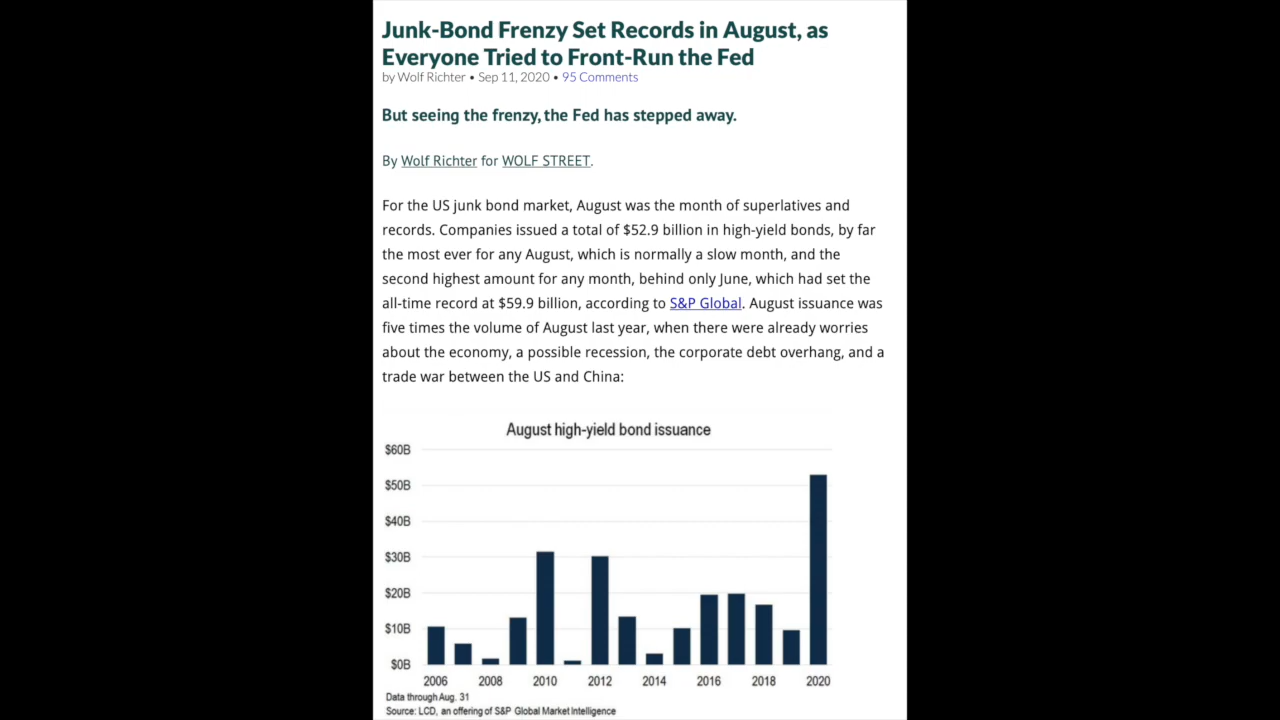 Junk-Bond Frenzy Set Records in August, as
Everyone Tried to Front-Run the Fed
by Wolf Richter • Sep 11, 2020 • 95 Comments
But seeing the frenzy, the Fed has stepped away.
By Wolf Richter for WOLF STREET.
For the US junk bond market, August was the month of superlatives and
records. Companies issued a total of $52.9 billion in high-yield bonds, by far
the most ever for any August, which is normally a slow month, and the
second highest amount for any month, behind only June, which had set the
all-time record at $59.9 billion, according to S&P Global. August issuance was
five times the volume of August last year, when there were already worries
about the economy, a possible recession, the corporate debt overhang, and a
trade war between the US and China:
August high-yield bond issuance
$60B
$50B
$40B
$30B
$20B
$10B
$0B
2006 2008 2010 2012 2014 2016 2018 2020
Data through Aug. 31
Source: LCD, an offering of S&P Global Market Intelligence